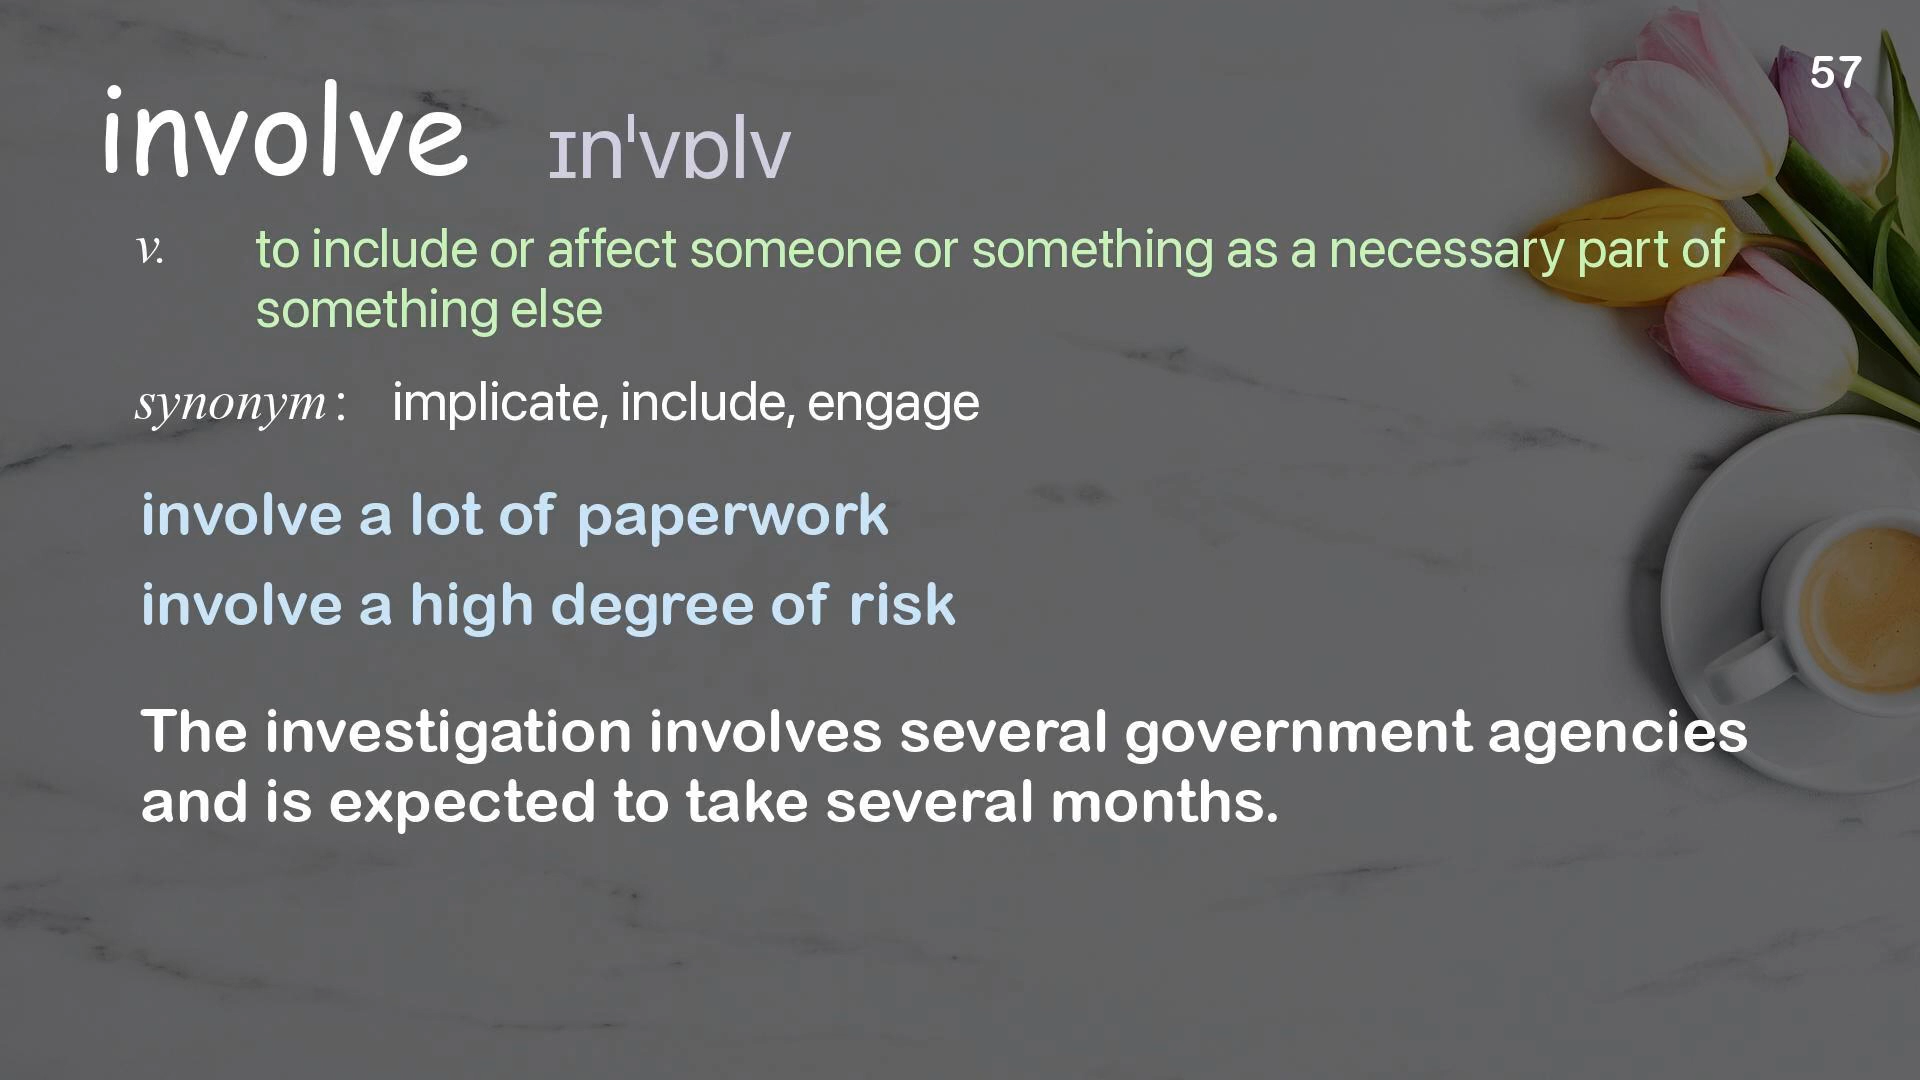 57
involve ɪn'vɒlv
v. to include or affect someone or something as a necessary part of
something else
synonym : implicate, include, engage
involve a lot of paperwork
involve a high degree of risk
The investigation involves several government agencies
and is expected to take several months.